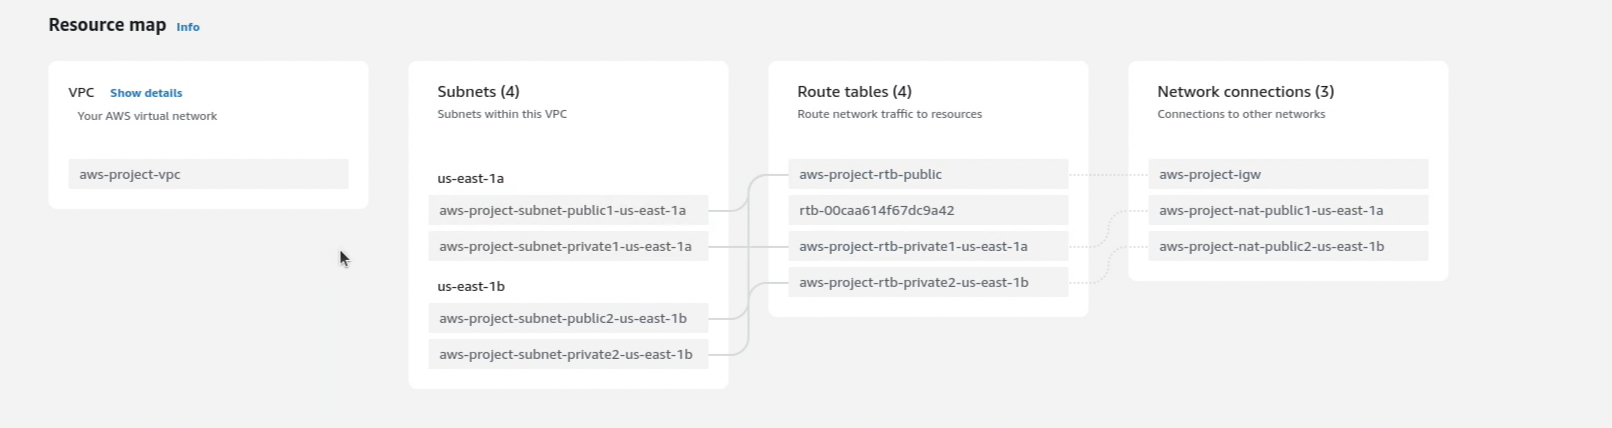 Resource map Info
VPC Show details
Your AWS virtual network
aws-project-vpc
Subnets (4)
Subnets within this VPC
us-east-1a
aws-project-subnet-public1-us-east-1a
aws-project-subnet-private1-us-east-1a
us-east-1b
aws-project-subnet-public2-us-east-1b
aws-project-subnet-private2-us-east-1b
Route tables (4)
Route network traffic to resources
aws-project-rtb-public
rtb-00caa614f67dc9a42
aws-project-rtb-private1-us-east-1a
aws-project-rtb-private2-us-east-1b
Network connections (3)
Connections to other networks
aws-project-igw
aws-project-nat-public1-us-east-1a
aws-project-nat-public2-us-east-1b